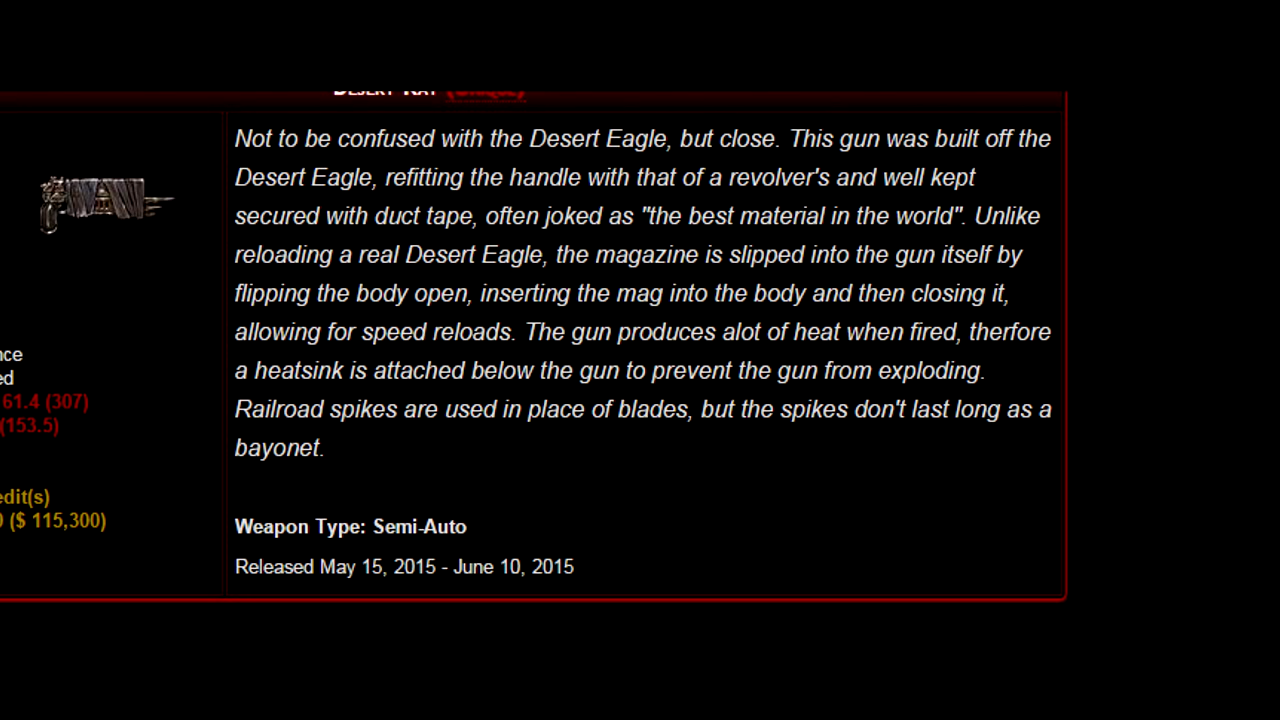 Not to be confused with the Desert Eagle, but close. This gun was built off the
Desert Eagle, refitting the handle with that of a revolver's and well kept
secured with duct tape, often joked as "the best material in the world". Unlike
reloading a real Desert Eagle, the magazine is slipped into the gun itself by
flipping the body open, inserting the mag into the body and then closing it,
allowing for speed reloads. The gun produces alot of heat when fired, therfore
nce
a heatsink is attached below the gun to prevent the gun from exploding.
ed
61.4 (307)
Railroad spikes are used in place of blades, but the spikes don't last long as a
(153.5)
bayonet.
edit(s)
0 ($ 115,300)
Weapon Type: Semi-Auto
Released May 15, 2015 - June 10, 2015